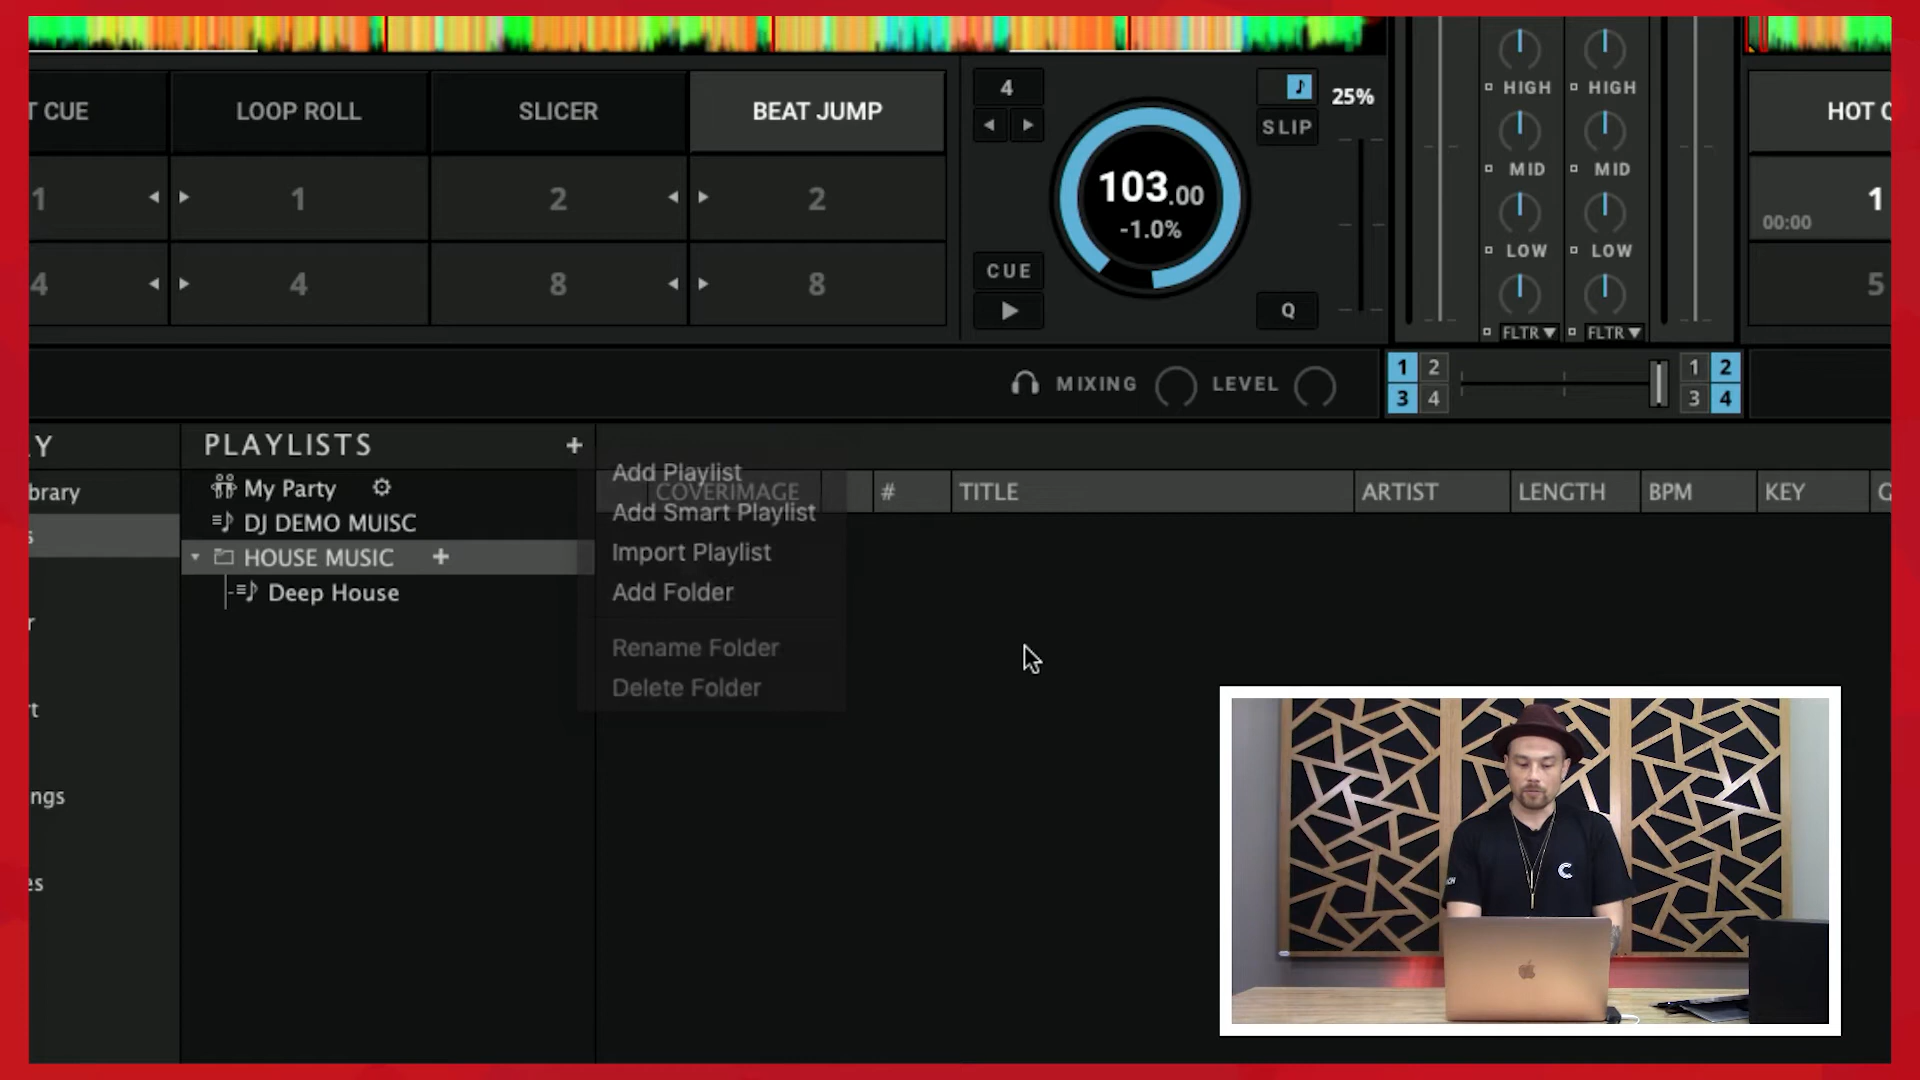 T CUE LOOP ROLL SLICER BEAT JUMP
1 1 2 2
4 4 8 8
4
SLIP
25%
103.00
-1.0%
CUE
Q
HIGH HIGH
MID MID
LOW LOW
FLTR FLTR
HOT C
1
00:00
5
MIXING LEVEL
1 2
3 4
1 2
3 4
Y
brary
s
r
t
ngs
es
PLAYLISTS +
My Party
DJ DEMO MUISC
HOUSE MUSIC +
Deep House
Add Playlist
Add Smart Playlist
Import Playlist
Add Folder
Rename Folder
Delete Folder
COVERIMAGE # TITLE ARTIST LENGTH BPM KEY G
C